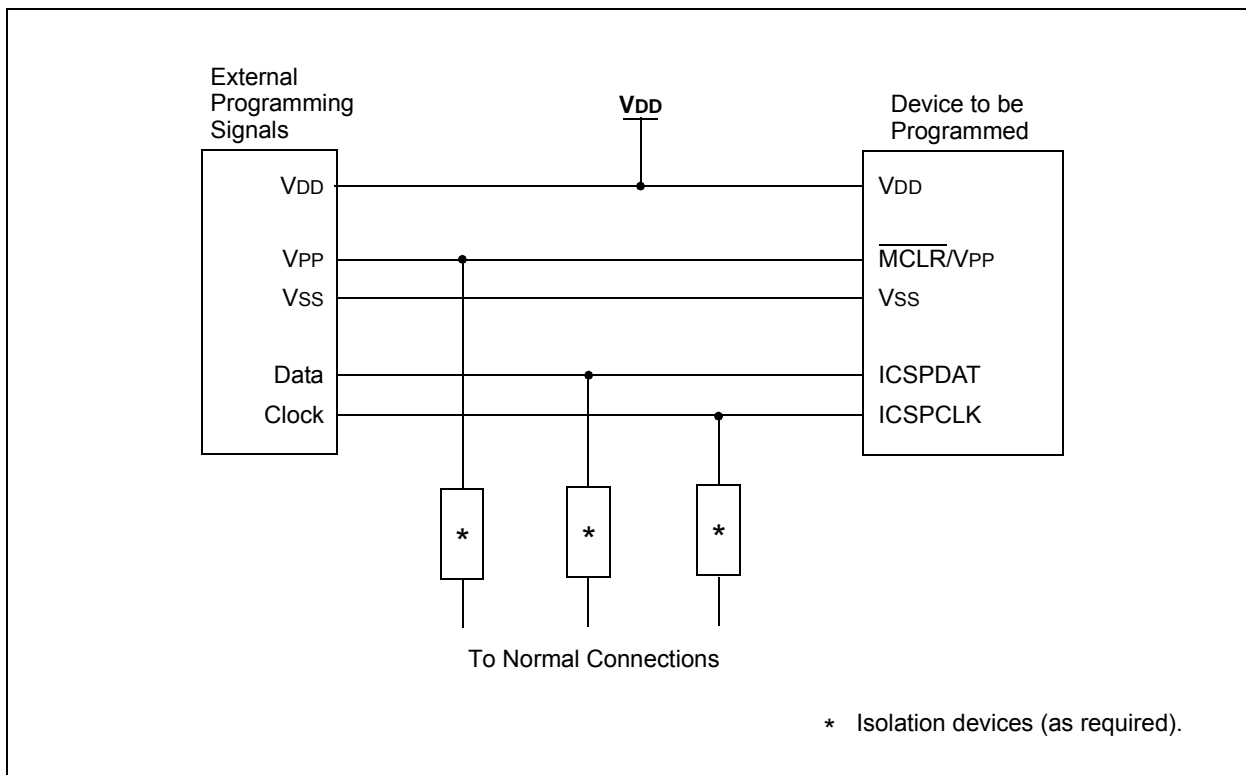 External
Programming
Signals
VDD
Device to be
Programmed
VDD
VDD
VPP
MCLR/VPP
VSS
VSS
Data
ICSPDAT
Clock
ICSPCLK
* * *
To Normal Connections
* Isolation devices (as required).